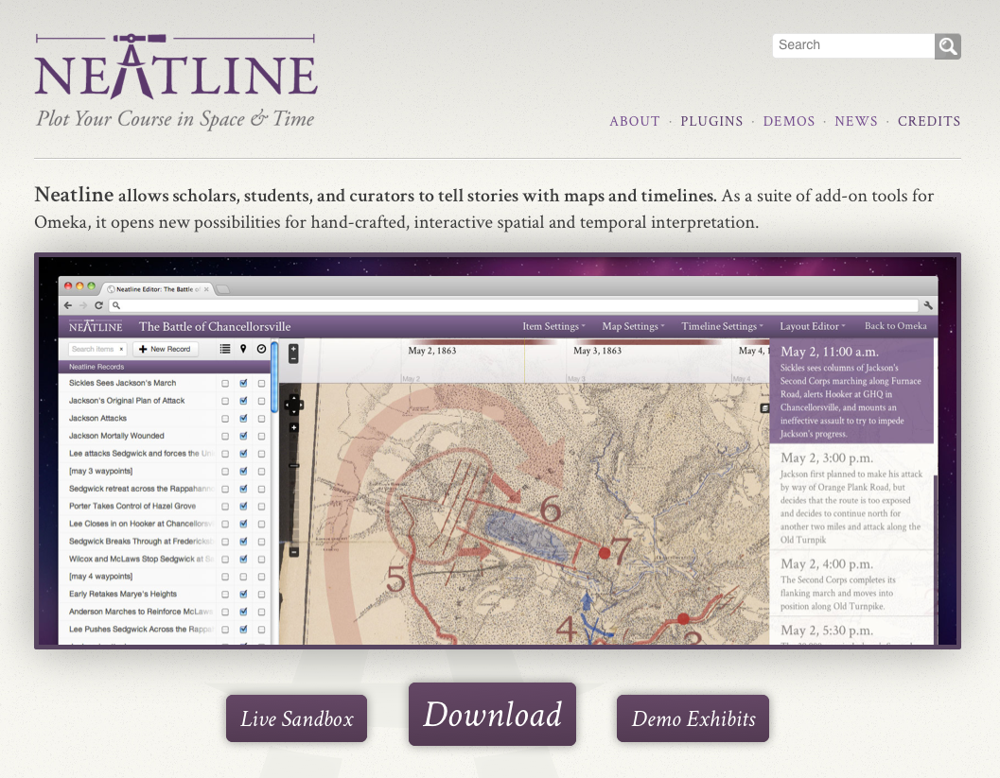 NEATLINE
Plot Your Course in Space & Time
Search
ABOUT · PLUGINS · DEMOS · NEWS · CREDITS
Neatline allows scholars, students, and curators to tell stories with maps and timelines. As a suite of add-on tools for
Omeka, it opens new possibilities for hand-crafted, interactive spatial and temporal interpretation.
Neatline Editor: The Battle of
NEATLINE The Battle of Chancellorsville Item Settings Map Settings Timeline Settings Layout Editor Back to Omeka
Search items × New Record
Neatline Records
Sickles Sees Jackson's March
Jackson's Original Plan of Attack
Jackson Attacks
Jackson Mortally Wounded
Lee attacks Sedgwick and forces the
[may 3 waypoints]
Sedgwick retreat across the
Porter Takes Control of Hazel Grove
Lee Closes in on Hooker at
Sedgwick Breaks Through at
Wilcox and McLaws Stop Sedgwick at
[may 4 waypoints]
Early Retakes Marye's Heights
Anderson Marches to Reinforce
Lee Pushes Sedgwick Across the
May 2, 1863 May 3, 1863 May 4, 1
May 2 May 3 May 4
5
6
7
4
May 2, 11:00 a.m.
Sickles sees columns of Jackson's
Second Corps marching along Furnace
Road, alerts Hooker at GHQ in
Chancellorsville, and mounts an
ineffective assault to try to impede
Jackson's progress.
May 2, 3:00 p.m.
Jackson first planned to make his attack
by way of Orange Plank Road, but
decides that the route is too exposed
and decides to continue north for
another two miles and attack along the
Old Turnpik
May 2, 4:00 p.m.
The Second Corps completes its
flanking march and moves into
position along Old Turnpike.
May 2, 5:30 p.m.
Live Sandbox
Download
Demo Exhibits